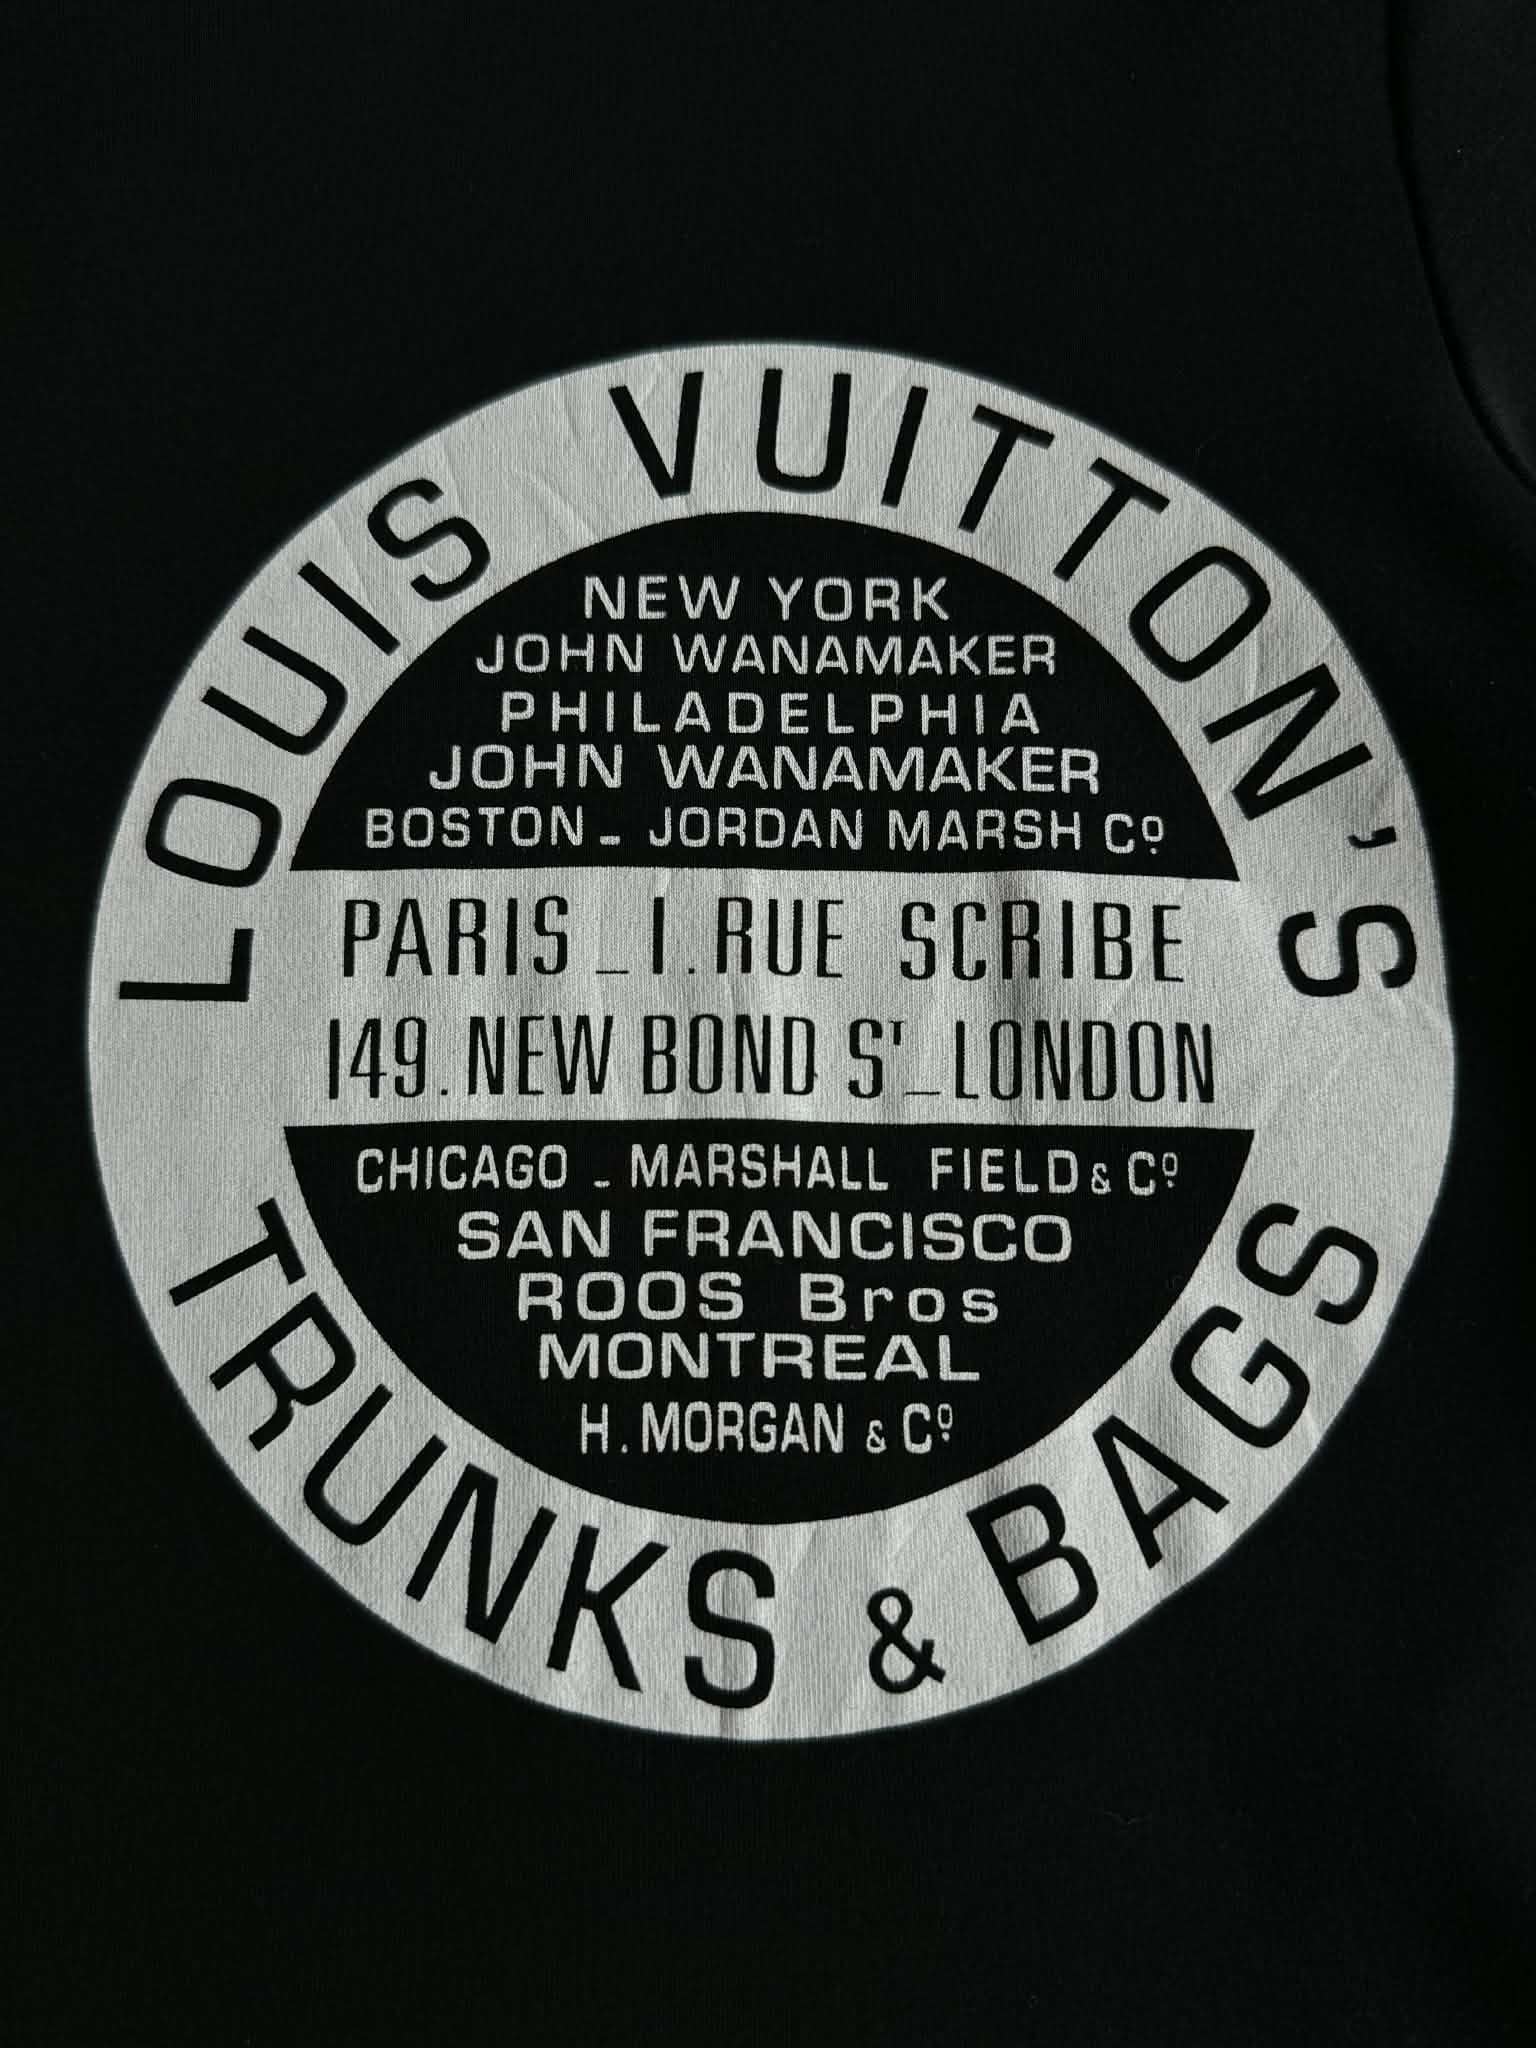 LOUIS VUITTON'S
NEW YORK
JOHN WANAMAKER
PHILADELPHIA
JOHN WANAMAKER
BOSTON - JORDAN MARSH Cº
PARIS _ 1. RUE SCRIBE
149. NEW BOND Sᵀ _ LONDON
CHICAGO - MARSHALL FIELD & Cº
SAN FRANCISCO
ROOS Bros
MONTREAL
H. MORGAN & Cº
TRUNKS & BAGS